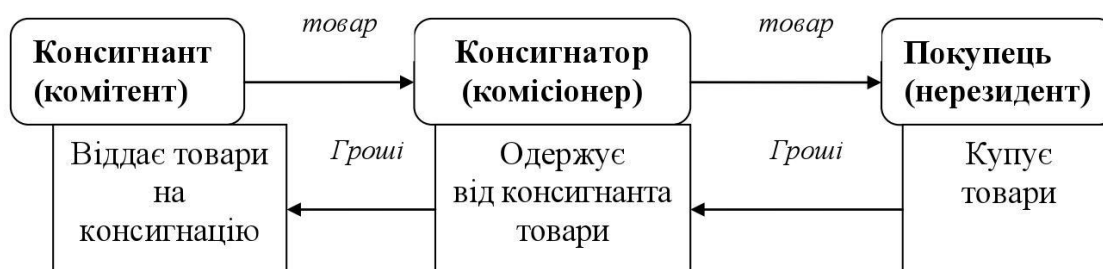 товар
товар
Консигнант
(комітент)
Консигнатор
(комісіонер)
Покупець
(нерезидент)
Віддає товари
на
консигнацію
Гроші
Одержує
від консигнанта
товари
Гроші
Купує
товари